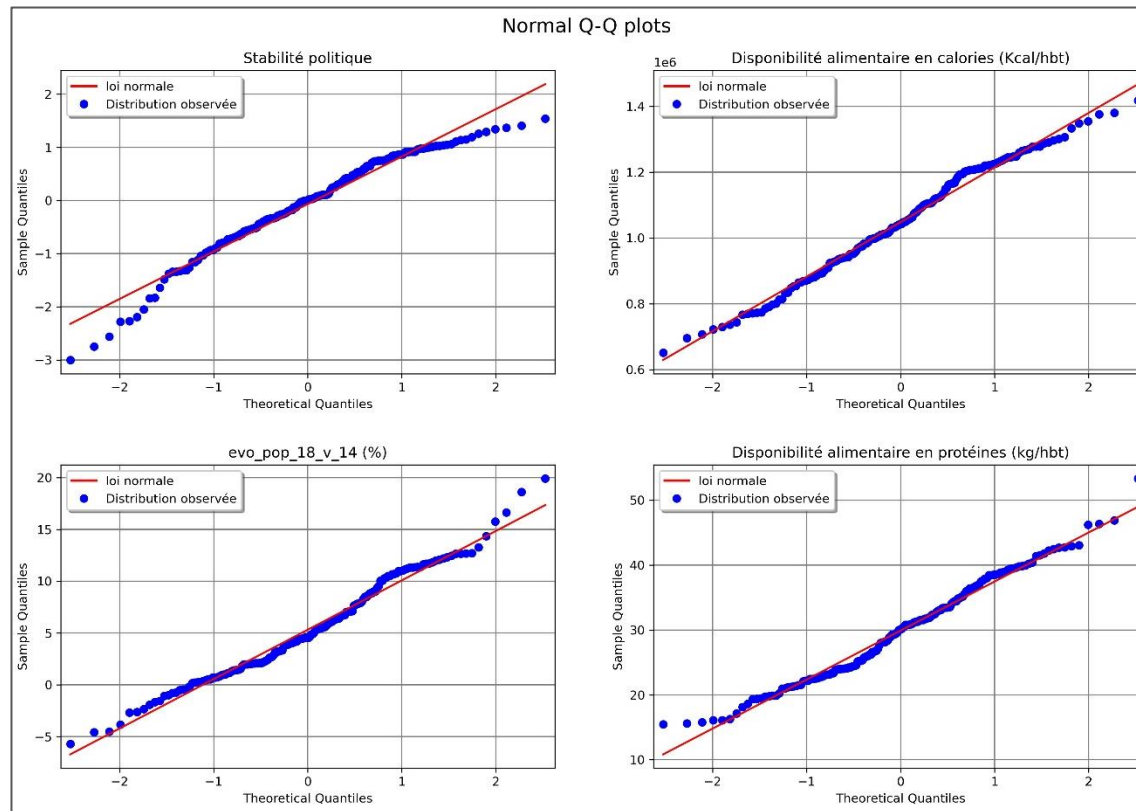 Normal Q-Q plots
Stabilité politique
loi normale
Distribution observée
2
1
0
−1
−2
−3
Sample Quantiles
−2 −1 0 1 2
Theoretical Quantiles
Disponibilité alimentaire en calories (Kcal/hbt)
1e6
loi normale
Distribution observée
1.4
1.2
1.0
0.8
0.6
Sample Quantiles
−2 −1 0 1 2
Theoretical Quantiles
evo_pop_18_v_14 (%)
loi normale
Distribution observée
20
15
10
5
0
−5
Sample Quantiles
−2 −1 0 1 2
Theoretical Quantiles
Disponibilité alimentaire en protéines (kg/hbt)
loi normale
Distribution observée
50
40
30
20
10
Sample Quantiles
−2 −1 0 1 2
Theoretical Quantiles